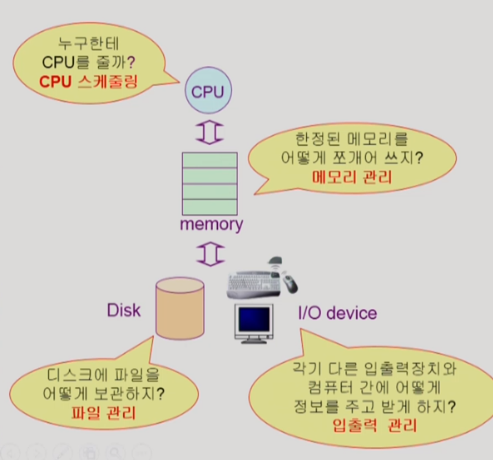 누구한테
CPU를 줄까?
CPU 스케줄링
CPU
한정된 메모리를
어떻게 쪼개어 쓰지?
메모리 관리
memory
Disk
I/O device
디스크에 파일을
어떻게 보관하지?
파일 관리
각기 다른 입출력장치와
컴퓨터 간에 어떻게
정보를 주고 받게 하지?
입출력 관리